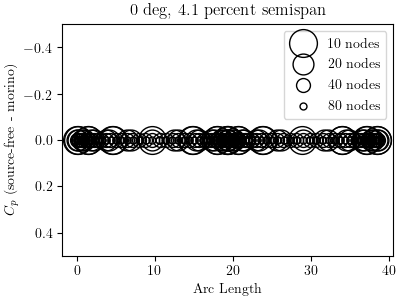 0 deg, 4.1 percent semispan
10 nodes
20 nodes
40 nodes
80 nodes
−0.4
−0.2
0.0
0.2
0.4
C_p (source-free - morino)
0 10 20 30 40
Arc Length